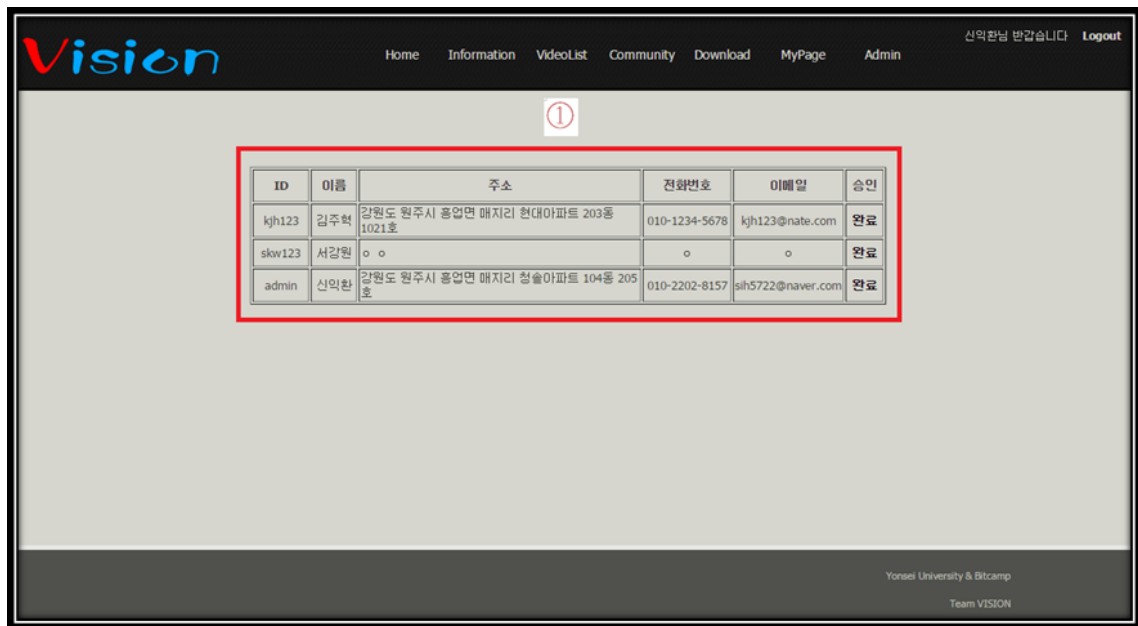 Vision
Home Information VideoList Community Download MyPage Admin
신익환님 반갑습니다 Logout
①
ID 이름 주소 전화번호 이메일 승인
kjh123 김주혁 강원도 원주시 흥업면 매지리 현대아파트 203동 010-1234-5678 kjh123@nate.com 완료
1021호
skw123 서강원 ㅇ ㅇ ㅇ ㅇ 완료
admin 신익환 강원도 원주시 흥업면 매지리 청솔아파트 104동 205 010-2202-8157 sih5722@naver.com 완료
호
Yonsei University & Bitcamp
Team VISION